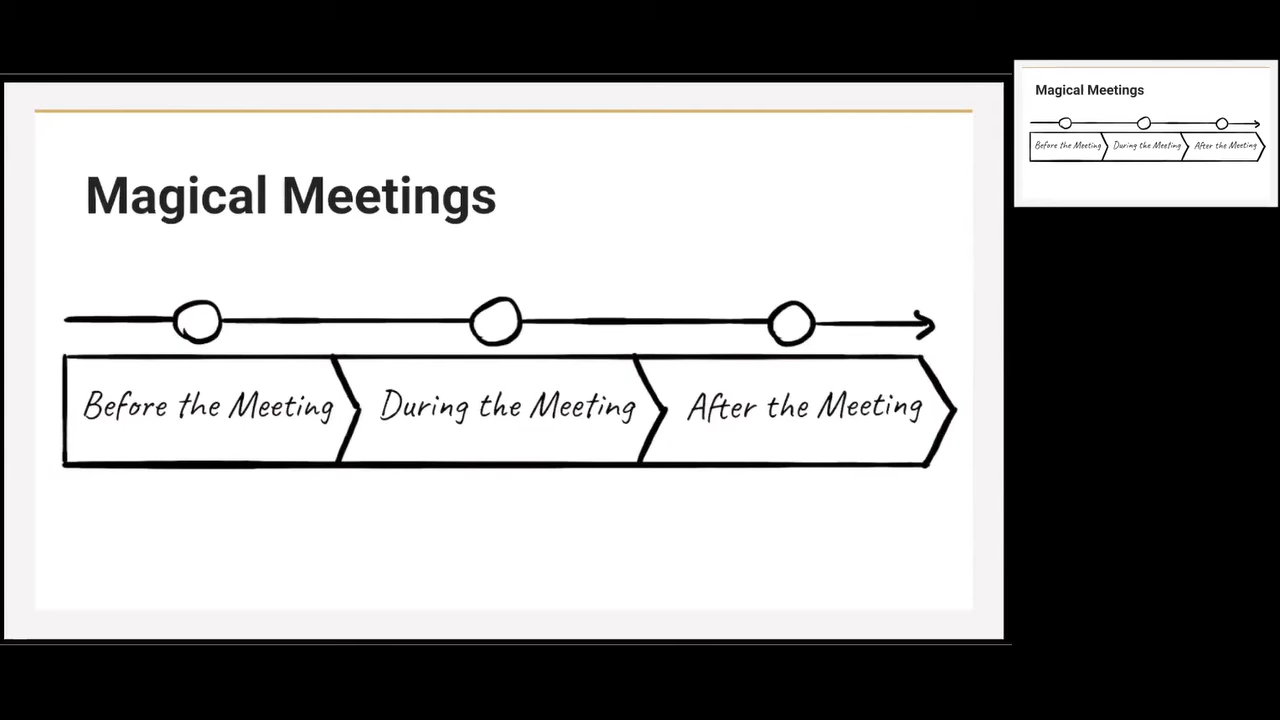 Magical Meetings
Before the Meeting
During the Meeting
After the Meeting
Magical Meetings
Before the Meeting
During the Meeting
After the Meeting